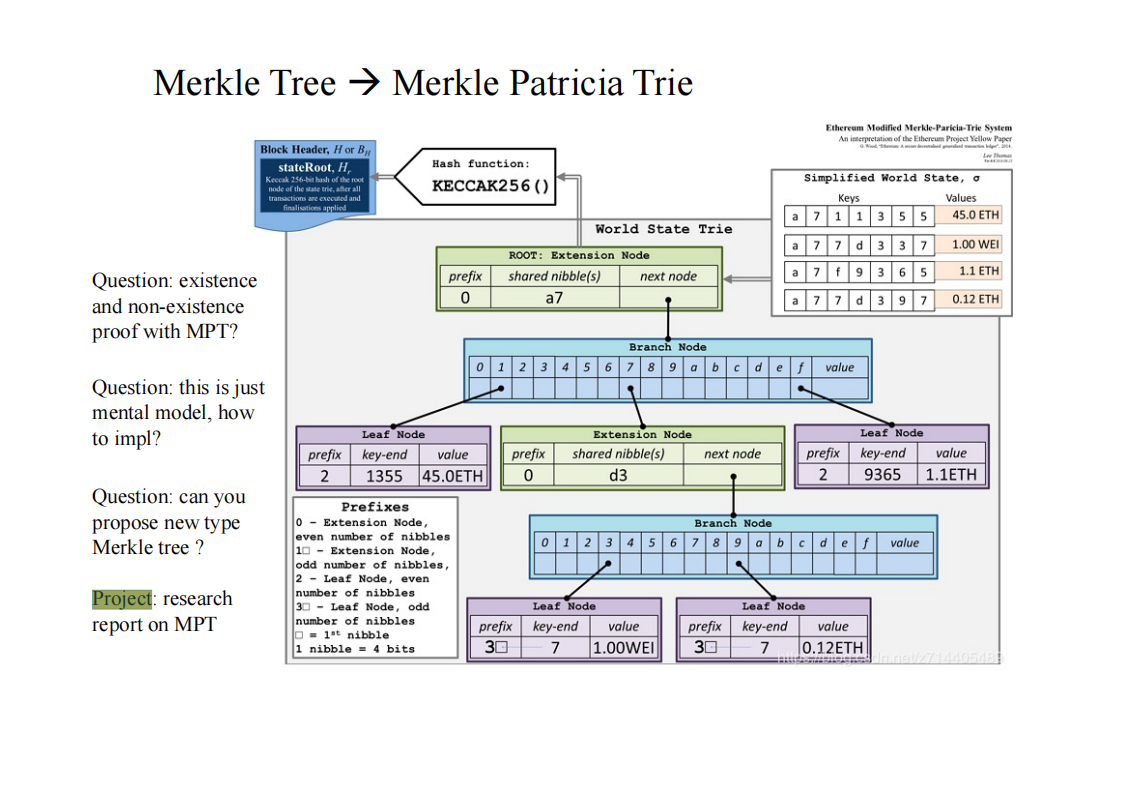 Merkle Tree → Merkle Patricia Trie
Ethereum Modified Merkle-Paricia-Trie System
An interpretation of the Ethereum Project Yellow Paper
G. Wood, "Ethereum: A secure decentralised generalised transaction ledger", 2014.
Lee Thomas
Block Header, H or B_H
stateRoot, H_r
Keccak 256-bit hash of the root
node of the state trie, after all
transactions are executed and
finalisations applied
Hash function:
KECCAK256()
Simplified World State, σ
Keys Values
a 7 1 1 3 5 5 45.0 ETH
a 7 7 d 3 3 7 1.00 WEI
a 7 f 9 3 6 5 1.1 ETH
a 7 7 d 3 9 7 0.12 ETH
World State Trie
ROOT: Extension Node
prefix shared nibble(s) next node
0 a7
Branch Node
0 1 2 3 4 5 6 7 8 9 a b c d e f value
Leaf Node
prefix key-end value
2 1355 45.0ETH
Extension Node
prefix shared nibble(s) next node
0 d3
Leaf Node
prefix key-end value
2 9365 1.1ETH
Branch Node
0 1 2 3 4 5 6 7 8 9 a b c d e f value
Leaf Node
prefix key-end value
3□ 7 1.00WEI
Leaf Node
prefix key-end value
3□ 7 0.12ETH
Prefixes
0 – Extension Node,
even number of nibbles
1□ – Extension Node,
odd number of nibbles,
2 – Leaf Node, even
number of nibbles
3□ – Leaf Node, odd
number of nibbles
□ = 1st nibble
1 nibble = 4 bits
Question: existence
and non-existence
proof with MPT?
Question: this is just
mental model, how
to impl?
Question: can you
propose new type
Merkle tree ?
Project: research
report on MPT